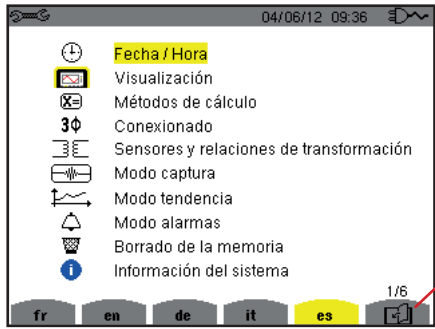 04/06/12 09:36
Fecha / Hora
Visualización
X=
Métodos de cálculo
3ϕ
Conexionado
Sensores y relaciones de transformación
Modo captura
Modo tendencia
Modo alarmas
Borrado de la memoria
i
Información del sistema
1/6
fr en de it es